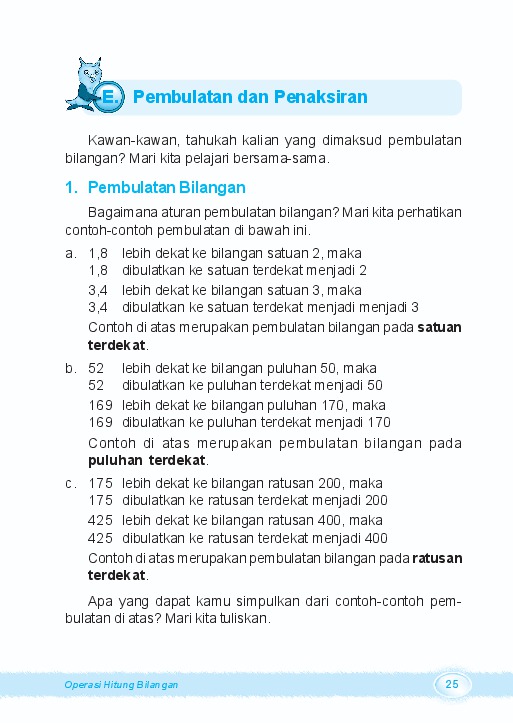 E. Pembulatan dan Penaksiran
Kawan-kawan, tahukah kalian yang dimaksud pembulatan
bilangan? Mari kita pelajari bersama-sama.
1. Pembulatan Bilangan
Bagaimana aturan pembulatan bilangan? Mari kita perhatikan
contoh-contoh pembulatan di bawah ini.
a. 1,8 lebih dekat ke bilangan satuan 2, maka
1,8 dibulatkan ke satuan terdekat menjadi 2
3,4 lebih dekat ke bilangan satuan 3, maka
3,4 dibulatkan ke satuan terdekat menjadi menjadi 3
Contoh di atas merupakan pembulatan bilangan pada satuan
terdekat.
b. 52 lebih dekat ke bilangan puluhan 50, maka
52 dibulatkan ke puluhan terdekat menjadi 50
169 lebih dekat ke bilangan puluhan 170, maka
169 dibulatkan ke puluhan terdekat menjadi 170
Contoh di atas merupakan pembulatan bilangan pada
puluhan terdekat.
c. 175 lebih dekat ke bilangan ratusan 200, maka
175 dibulatkan ke ratusan terdekat menjadi 200
425 lebih dekat ke bilangan ratusan 400, maka
425 dibulatkan ke ratusan terdekat menjadi 400
Contoh di atas merupakan pembulatan bilangan pada ratusan
terdekat.
Apa yang dapat kamu simpulkan dari contoh-contoh pem-
bulatan di atas? Mari kita tuliskan.
Operasi Hitung Bilangan 25